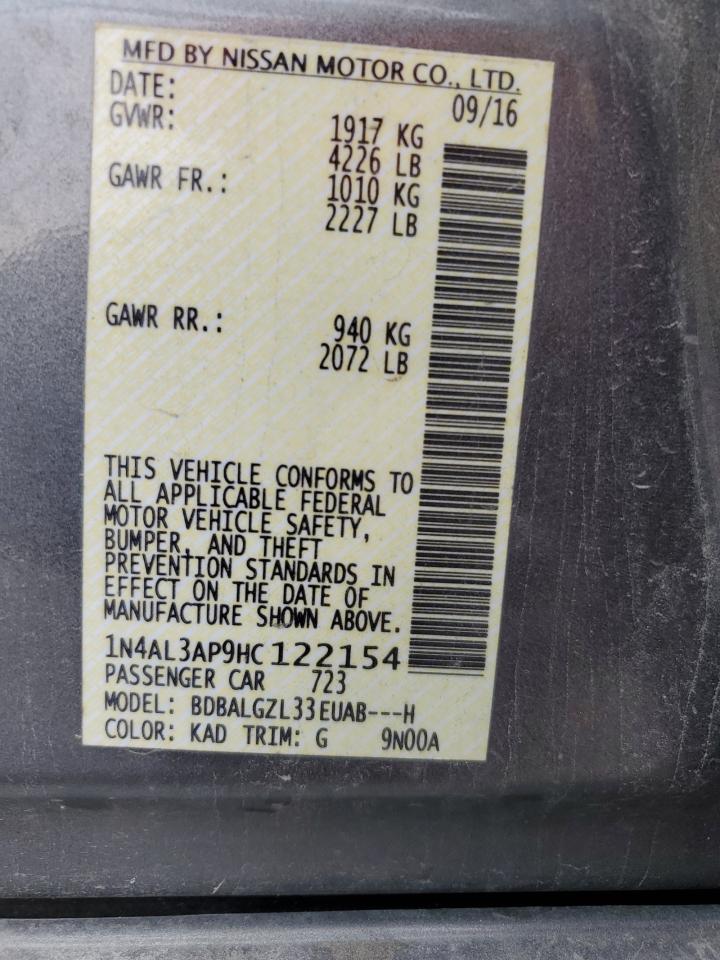 MFD BY NISSAN MOTOR CO., LTD.
DATE: 09/16
GVWR: 1917 KG
4226 LB
GAWR FR.: 1010 KG
2227 LB
GAWR RR.: 940 KG
2072 LB
THIS VEHICLE CONFORMS TO
ALL APPLICABLE FEDERAL
MOTOR VEHICLE SAFETY,
BUMPER, AND THEFT
PREVENTION STANDARDS IN
EFFECT ON THE DATE OF
MANUFACTURE SHOWN ABOVE.
1N4AL3AP9HC122154
PASSENGER CAR 723
MODEL: BDBALGZL33EUAB---H
COLOR: KAD TRIM: G 9N00A